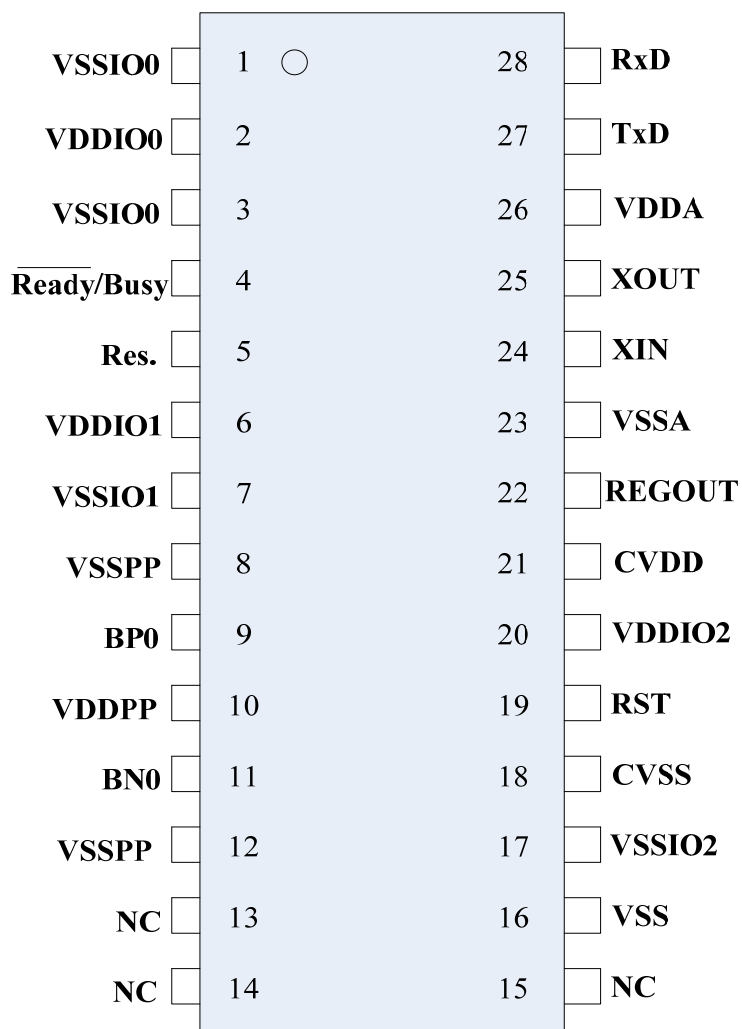 VSSIO0 1 28 RxD
VDDIO0 2 27 TxD
VSSIO0 3 26 VDDA
Ready/Busy 4 25 XOUT
Res. 5 24 XIN
VDDIO1 6 23 VSSA
VSSIO1 7 22 REGOUT
VSSPP 8 21 CVDD
BP0 9 20 VDDIO2
VDDPP 10 19 RST
BN0 11 18 CVSS
VSSPP 12 17 VSSIO2
NC 13 16 VSS
NC 14 15 NC